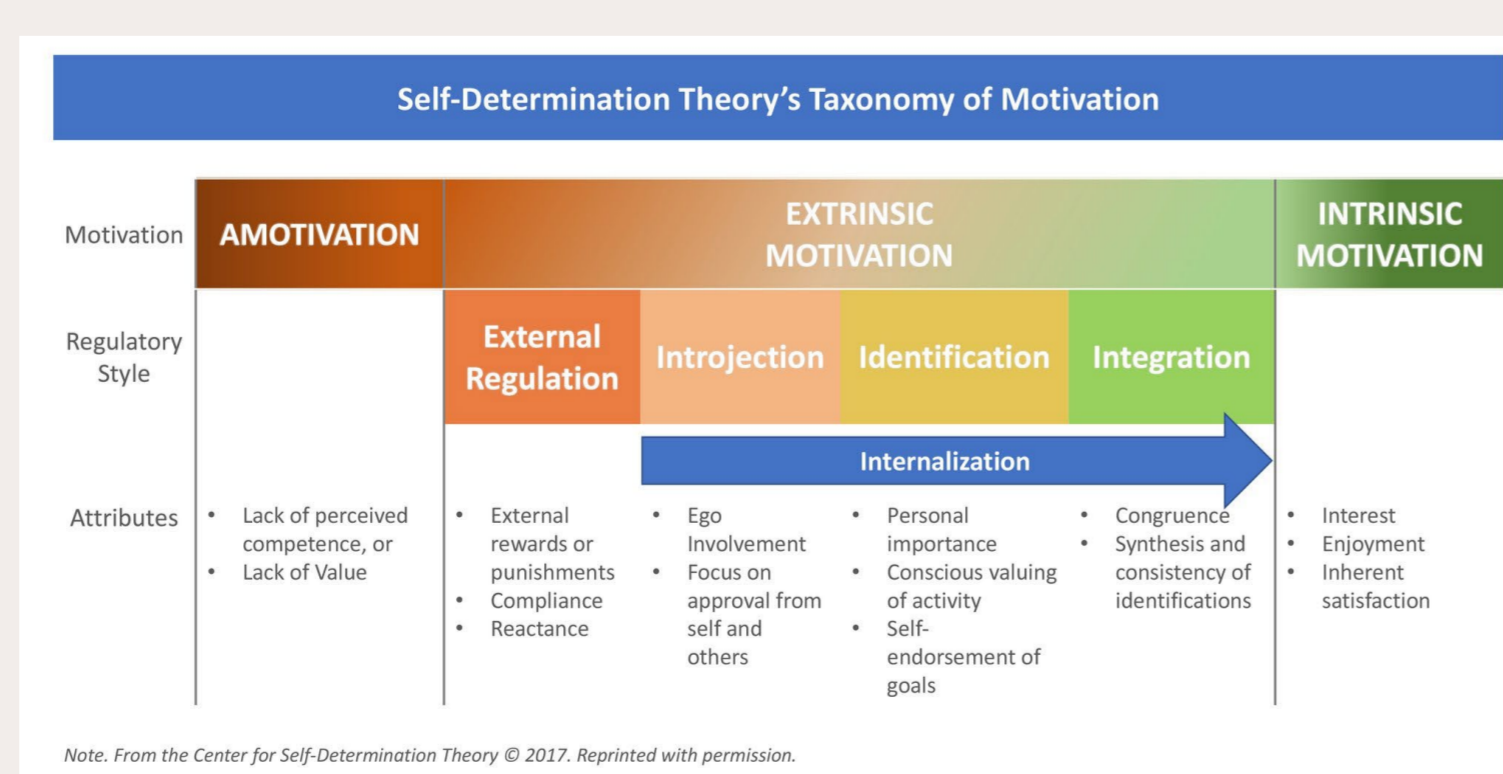 Self-Determination Theory's Taxonomy of Motivation
Motivation
AMOTIVATION
EXTRINSIC
MOTIVATION
INTRINSIC
MOTIVATION
Regulatory
Style
External
Regulation
Introjection
Identification
Integration
Internalization
Attributes
• Lack of perceived
competence, or
• Lack of Value
• External
rewards or
punishments
• Compliance
• Reactance
• Ego
Involvement
• Focus on
approval from
self and
others
• Personal
importance
• Conscious valuing
of activity
• Self-
endorsement of
goals
• Congruence
• Synthesis and
consistency of
identifications
• Interest
• Enjoyment
• Inherent
satisfaction
Note. From the Center for Self-Determination Theory © 2017. Reprinted with permission.